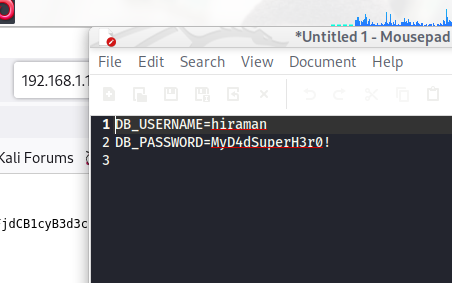 *Untitled 1 - Mousepad
File Edit Search View Document Help
192.168.1.1
Kali Forums
1 DB_USERNAME=hiraman
2 DB_PASSWORD=MyD4dSuperH3r0!
3
jdCB1cyB3d3c